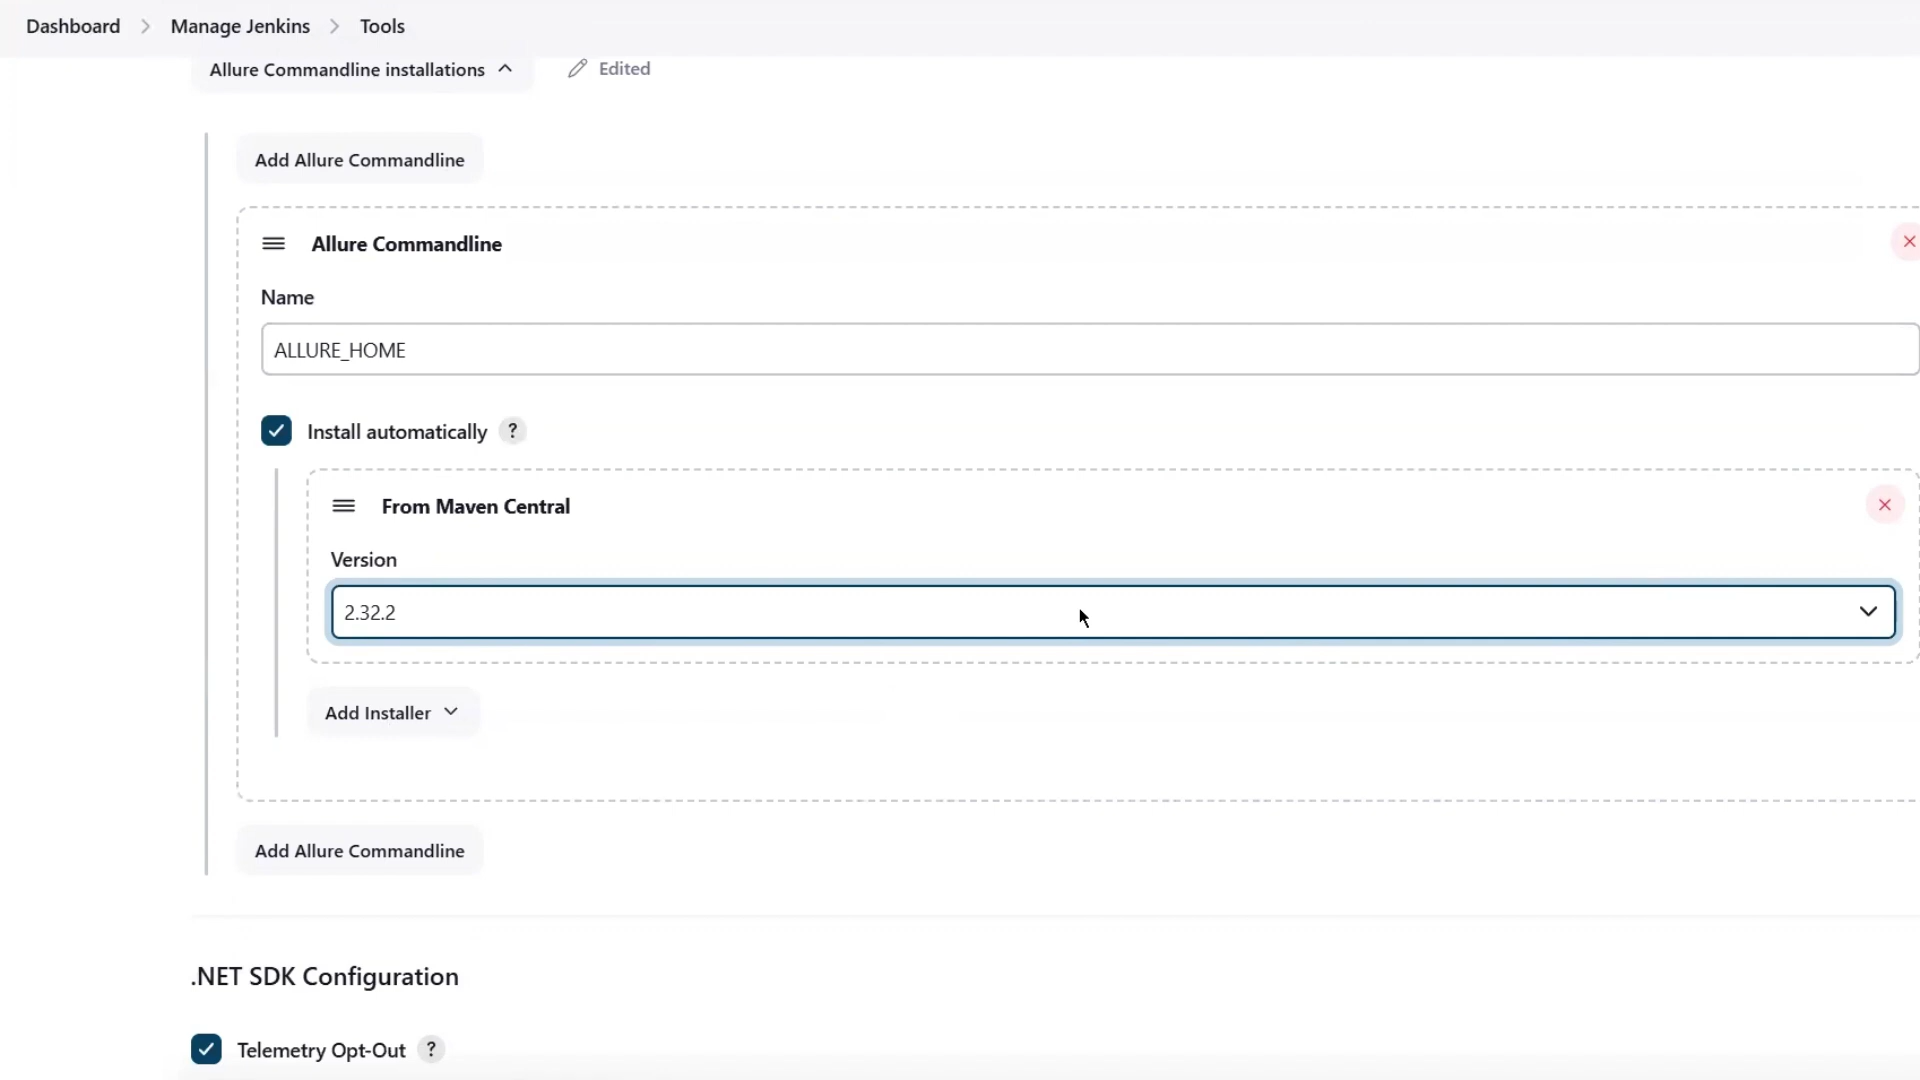 Dashboard > Manage Jenkins > Tools
Allure Commandline installations Edited
Add Allure Commandline
Allure Commandline
Name
ALLURE_HOME
Install automatically ?
From Maven Central
Version
2.32.2
Add Installer
Add Allure Commandline
.NET SDK Configuration
Telemetry Opt-Out ?